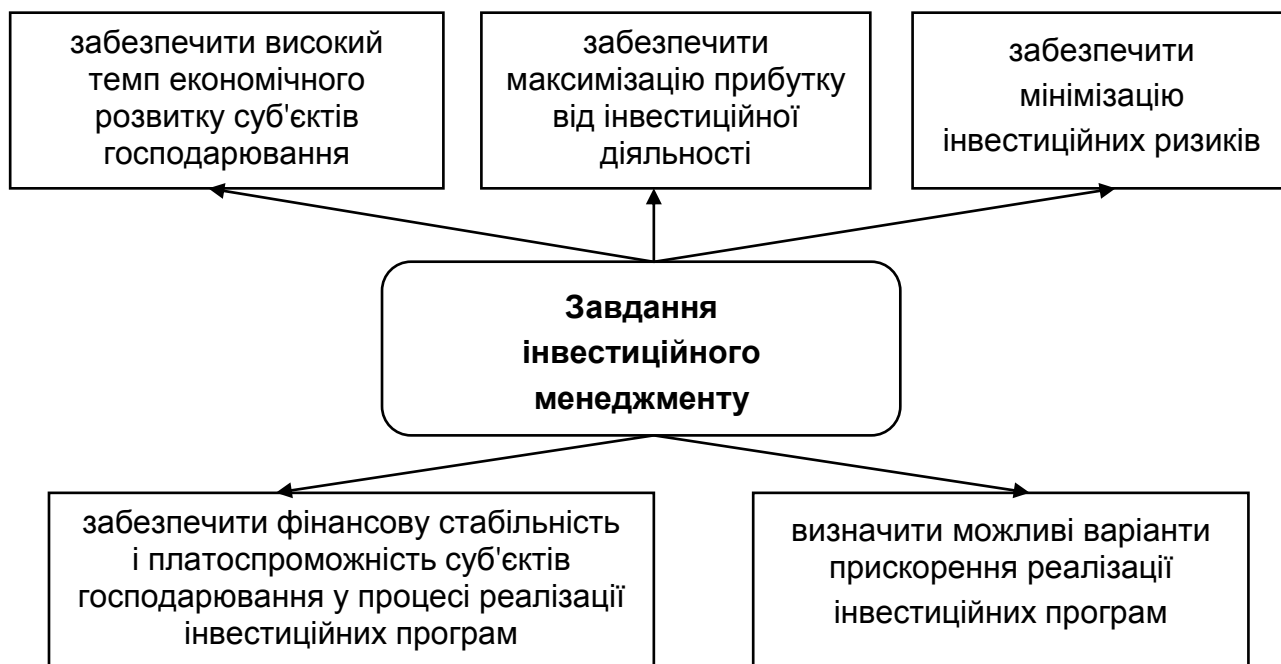 забезпечити високий
темп економічного
розвитку суб'єктів
господарювання
забезпечити
максимізацію прибутку
від інвестиційної
діяльності
забезпечити
мінімізацію
інвестиційних ризиків
Завдання
інвестиційного
менеджменту
забезпечити фінансову стабільність
і платоспроможність суб'єктів
господарювання у процесі реалізації
інвестиційних програм
визначити можливі варіанти
прискорення реалізації
інвестиційних програм